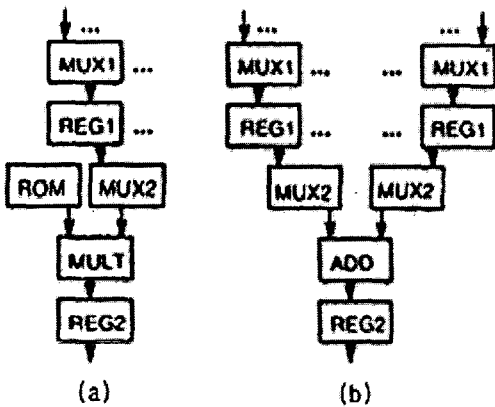 ... ... ...
MUX1 ... MUX1 ... ... MUX1
REG1 ... REG1 ... ... REG1
ROM MUX2 MUX2 MUX2
MULT ADD
REG2 REG2
(a) (b)